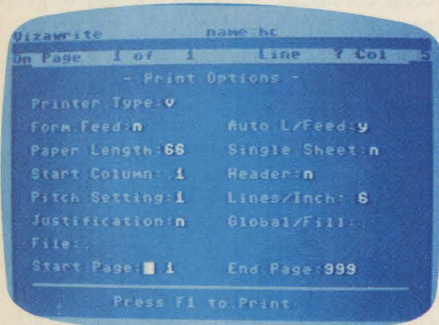 Vizawrite name:hc
On Page 1 of 1 Line 7 Col 5
- Print Options -
Printer Type:v
Form Feed:n Auto L/Feed:y
Paper Length:66 Single Sheet:n
Start Column: 1 Header:n
Pitch Setting:1 Lines/Inch: 6
Justification:n Global/Fill:
File:
Start Page: 1 End Page:999
Press F1 to Print